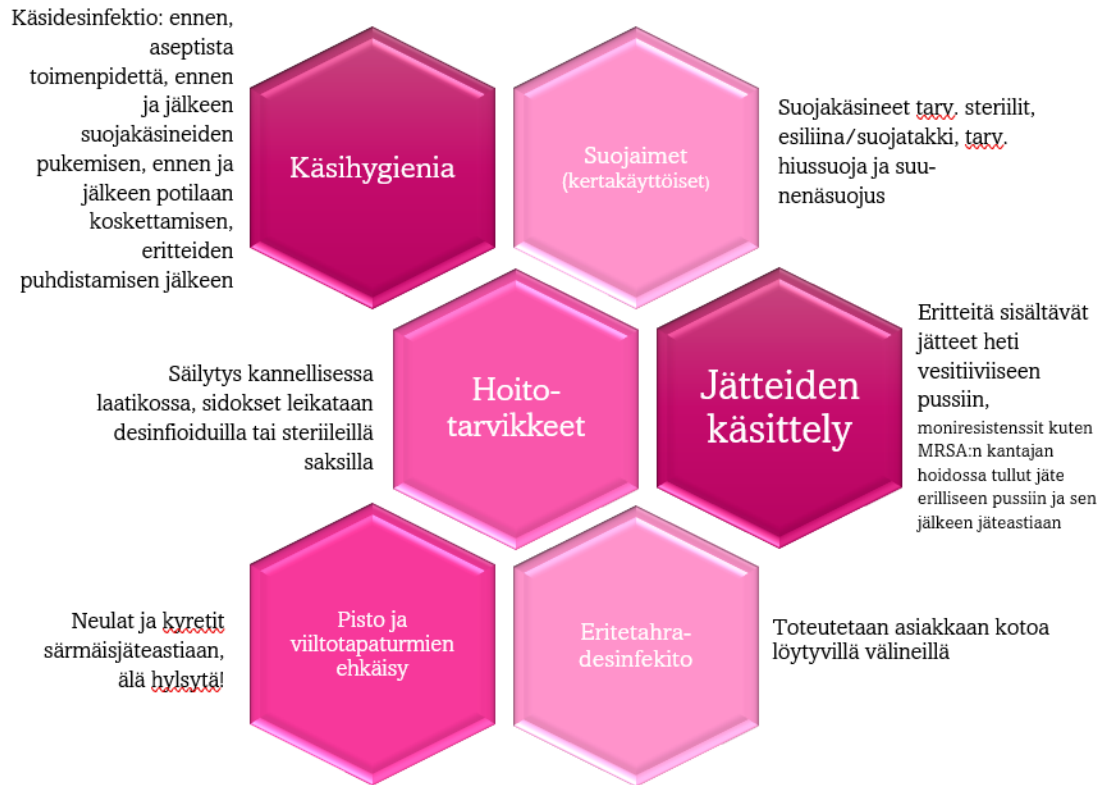 Käsidesinfektio: ennen,
aseptista
toimenpidettä, ennen
ja jälkeen
suojakäsineiden
pukemisen, ennen ja
jälkeen potilaan
koskettamisen,
eritteiden
puhdistamisen jälkeen
Käsihygienia
Suojaimet
(kertakäyttöiset)
Suojakäsineet tarv. steriilit,
esiliina/suojatakki, tarv.
hiussuoja ja suu-
nenäsuojus
Säilytys kannellisessa
laatikossa, sidokset leikataan
desinfioiduilla tai steriileillä
saksilla
Hoito-
tarvikkeet
Jätteiden
käsittely
Eritteitä sisältävät
jätteet heti
vesitiiviiseen
pussiin,
moniresistenssit kuten
MRSA:n kantajan
hoidossa tullut jäte
erilliseen pussiin ja sen
jälkeen jäteastiaan
Neulat ja kyretit
särmäisjäteastiaan,
älä hylsytä!
Pisto ja
viiltotapaturmien
ehkäisy
Eritetahra-
desinfekito
Toteutetaan asiakkaan kotoa
löytyvillä välineillä